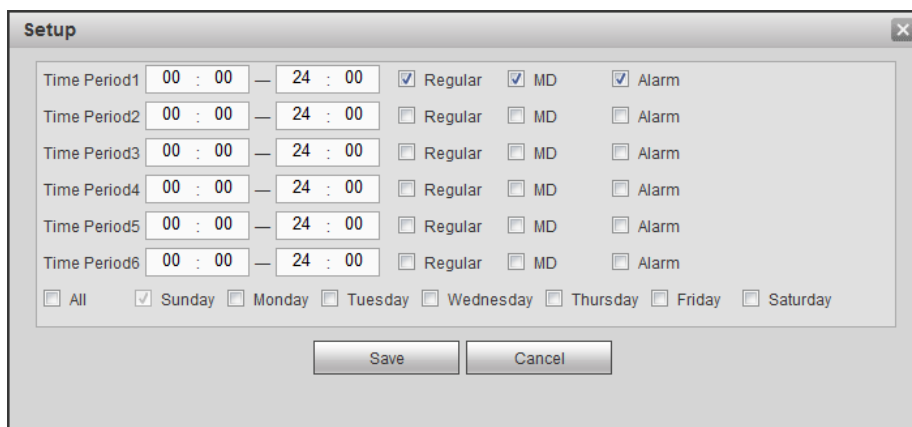 Setup
Time Period1 00 : 00 — 24 : 00 Regular MD Alarm
Time Period2 00 : 00 — 24 : 00 Regular MD Alarm
Time Period3 00 : 00 — 24 : 00 Regular MD Alarm
Time Period4 00 : 00 — 24 : 00 Regular MD Alarm
Time Period5 00 : 00 — 24 : 00 Regular MD Alarm
Time Period6 00 : 00 — 24 : 00 Regular MD Alarm
All Sunday Monday Tuesday Wednesday Thursday Friday Saturday
Save Cancel